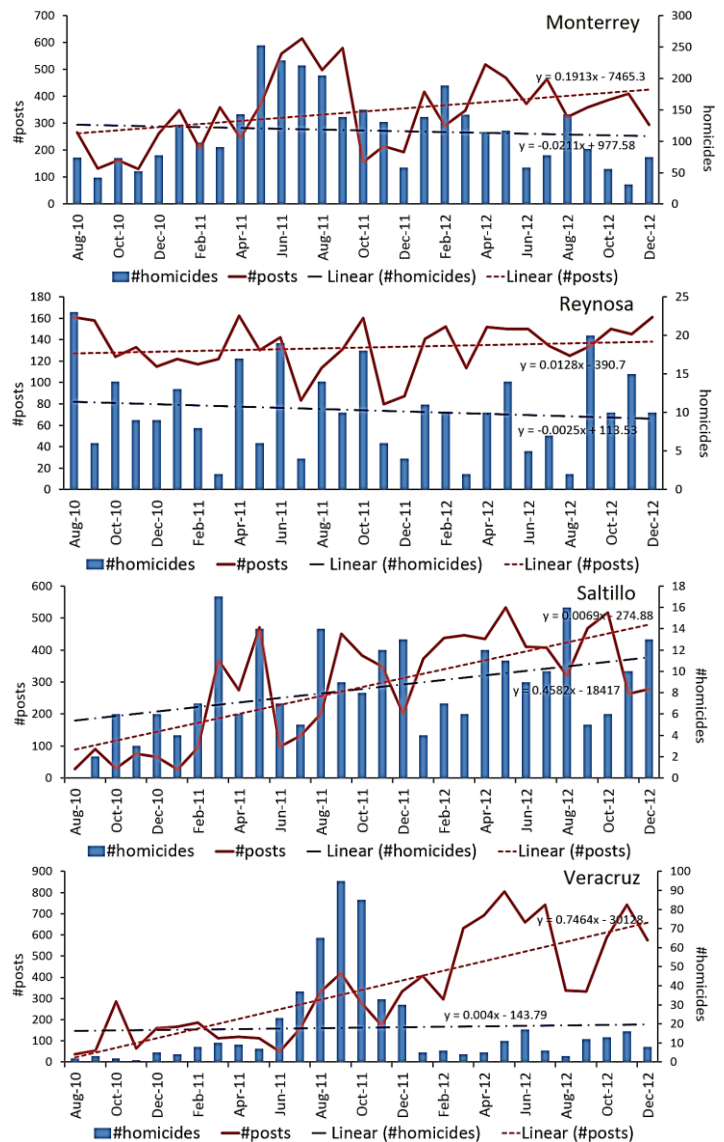 Monterrey
700
600
500
400
300
200
100
0
#posts
300
250
200
150
100
50
0
homicides
y = 0.1913x - 7465.3
y = -0.0211x + 977.58
Aug-10 Oct-10 Dec-10 Feb-11 Apr-11 Jun-11 Aug-11 Oct-11 Dec-11 Feb-12 Apr-12 Jun-12 Aug-12 Oct-12 Dec-12
#homicides #posts Linear (#homicides) Linear (#posts)
Reynosa
180
160
140
120
100
80
60
40
20
0
#posts
25
20
15
10
5
0
homicides
y = 0.0128x - 390.7
y = -0.0025x + 113.53
Aug-10 Oct-10 Dec-10 Feb-11 Apr-11 Jun-11 Aug-11 Oct-11 Dec-11 Feb-12 Apr-12 Jun-12 Aug-12 Oct-12 Dec-12
#homicides #posts Linear (#homicides) Linear (#posts)
Saltillo
600
500
400
300
200
100
0
#posts
18
16
14
12
10
8
6
4
2
0
#homicides
y = 0.0069x - 274.88
y = 0.4582x - 18417
Aug-10 Oct-10 Dec-10 Feb-11 Apr-11 Jun-11 Aug-11 Oct-11 Dec-11 Feb-12 Apr-12 Jun-12 Aug-12 Oct-12 Dec-12
#homicides #posts Linear (#homicides) Linear (#posts)
Veracruz
900
800
700
600
500
400
300
200
100
0
#posts
100
90
80
70
60
50
40
30
20
10
0
#homicides
y = 0.7464x - 30128
y = 0.004x - 143.79
Aug-10 Oct-10 Dec-10 Feb-11 Apr-11 Jun-11 Aug-11 Oct-11 Dec-11 Feb-12 Apr-12 Jun-12 Aug-12 Oct-12 Dec-12
#homicides #posts Linear (#homicides) Linear (#posts)